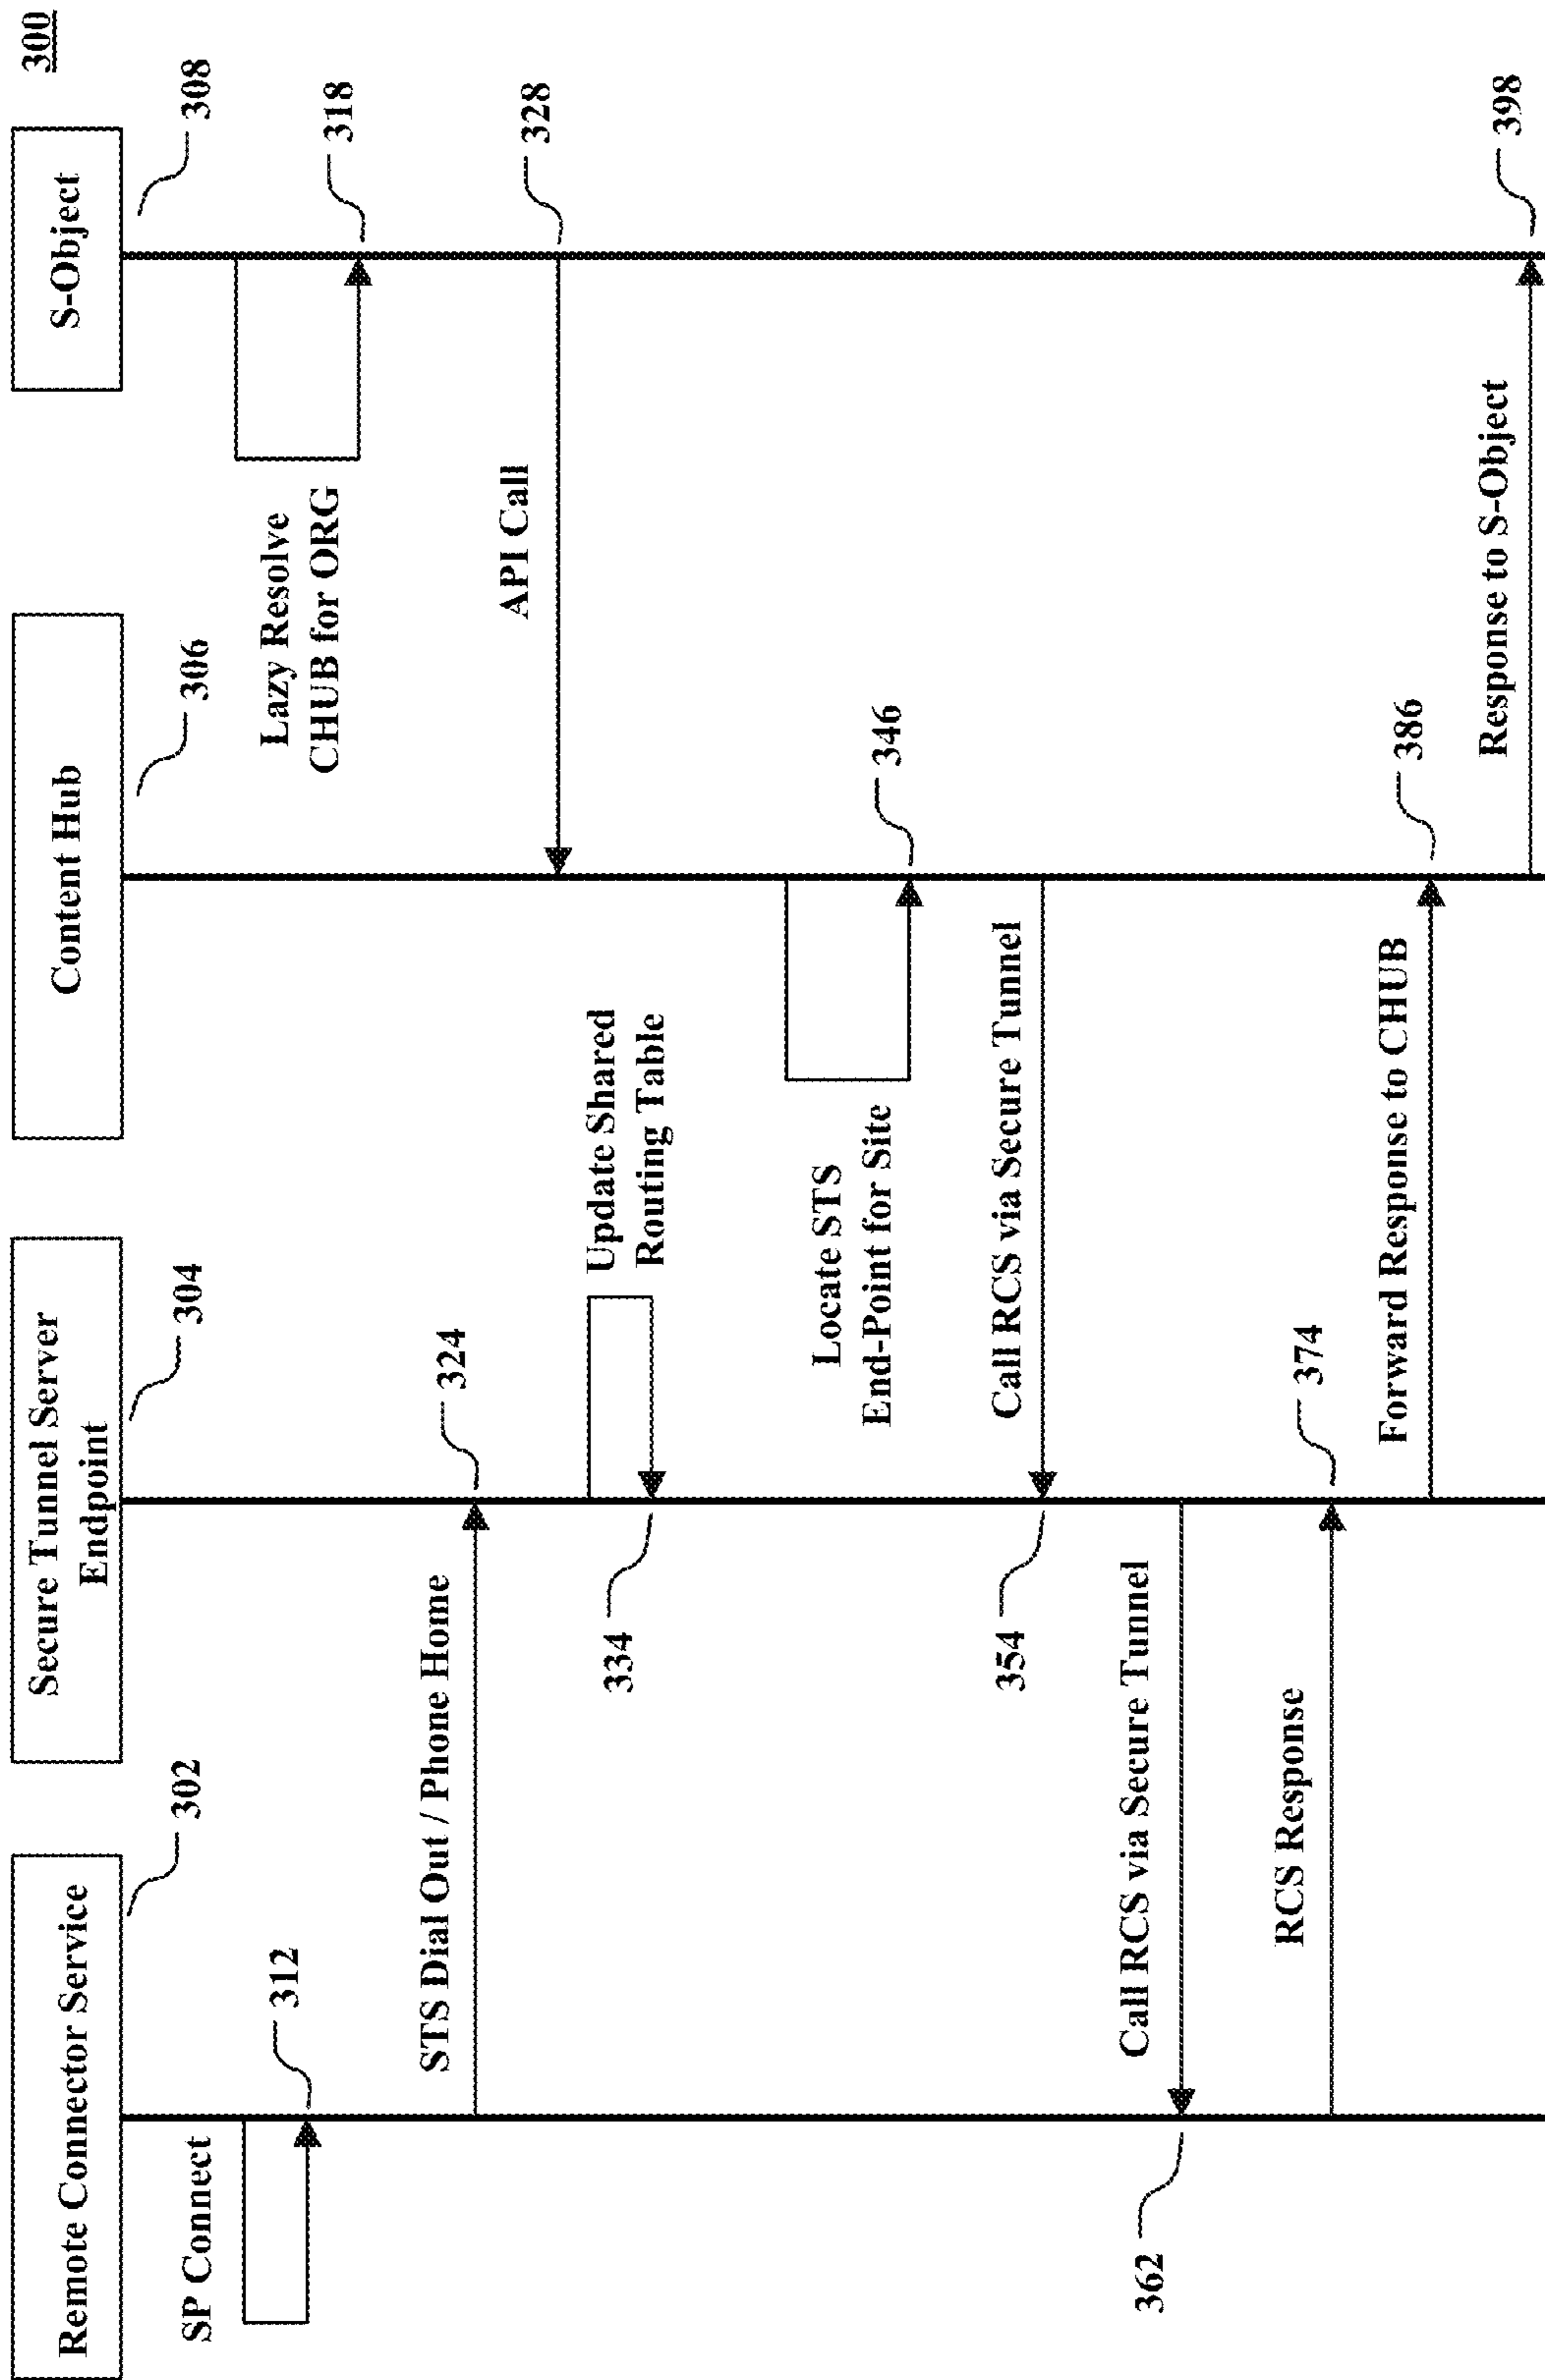 300
Remote Connector Service
302
Secure Tunnel Server
Endpoint
304
Content Hub
306
S-Object
308
SP Connect
312
Lazy Resolve
CHUB for ORG
318
STS Dial Out / Phone Home
324
API Call
328
Update Shared
Routing Table
334
Locate STS
End-Point for Site
346
Call RCS via Secure Tunnel
354
Call RCS via Secure Tunnel
362
RCS Response
374
Forward Response to CHUB
386
Response to S-Object
398